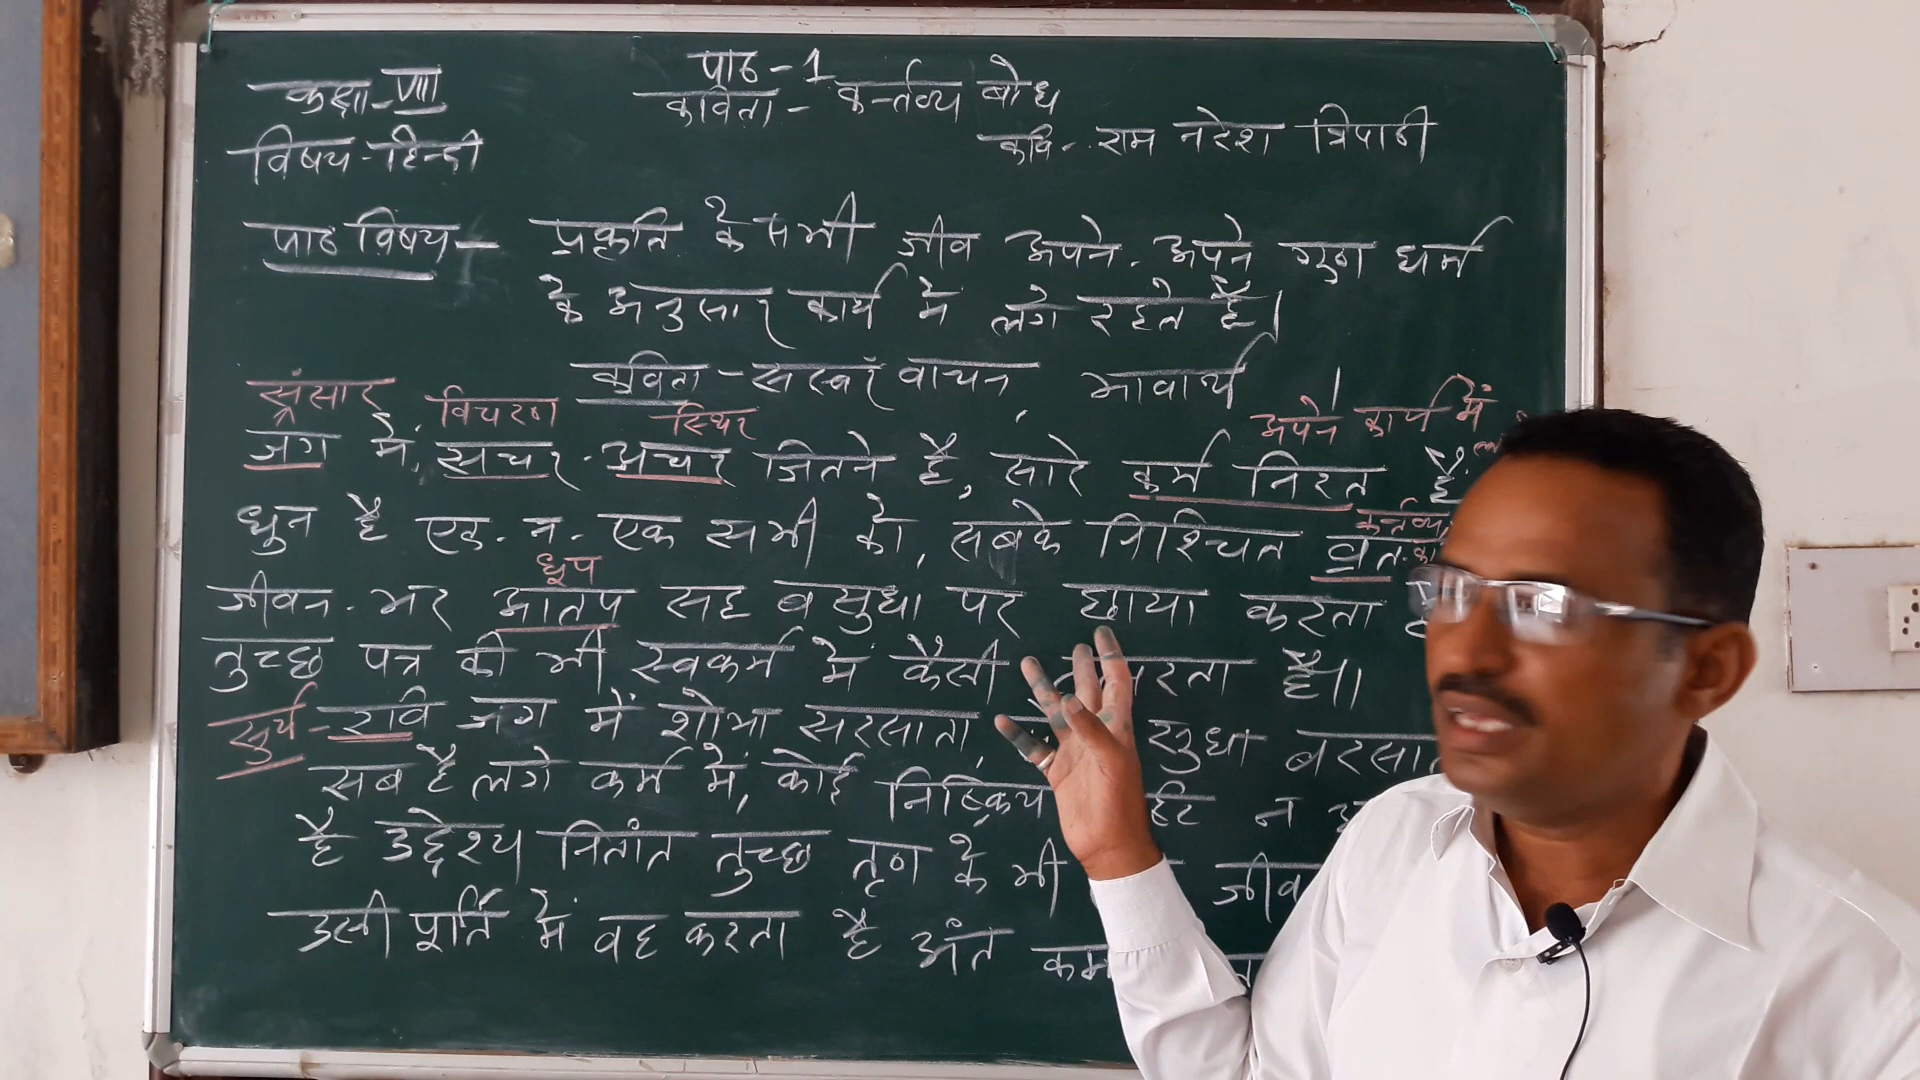 पाठ-1
कक्षा-VIII
कविता- कर्तव्य बोध
विषय-हिन्दी
कवि- राम नरेश त्रिपाठी
पाठ विषय- प्रकृति के सभी जीव अपने-अपने गुण धर्म
के अनुसार कार्य में लगे रहते हैं।
कविता-सस्वर वाचन, भावार्थ।
संसार विचरण स्थिर अपने कार्य में
जग में, सचर-अचर जितने है, सारे कर्म निरत है
कर्त्तव्य
धुन है एक-न-एक सभी को, सबके निश्चित व्रत
धूप
जीवन-भर आतप सह वसुधा पर छाया करता है
तुच्छ पत्र की भी स्वकर्म में कैसी है।।
सुर्य-रवि जग में शोभा सरसाता, सुधा
सब है लगे कर्म में, कोई निष्क्रिय न
है उद्देश्य नितांत तुच्छ तृण के भी
उसी पूर्ति में वह करता है अंत